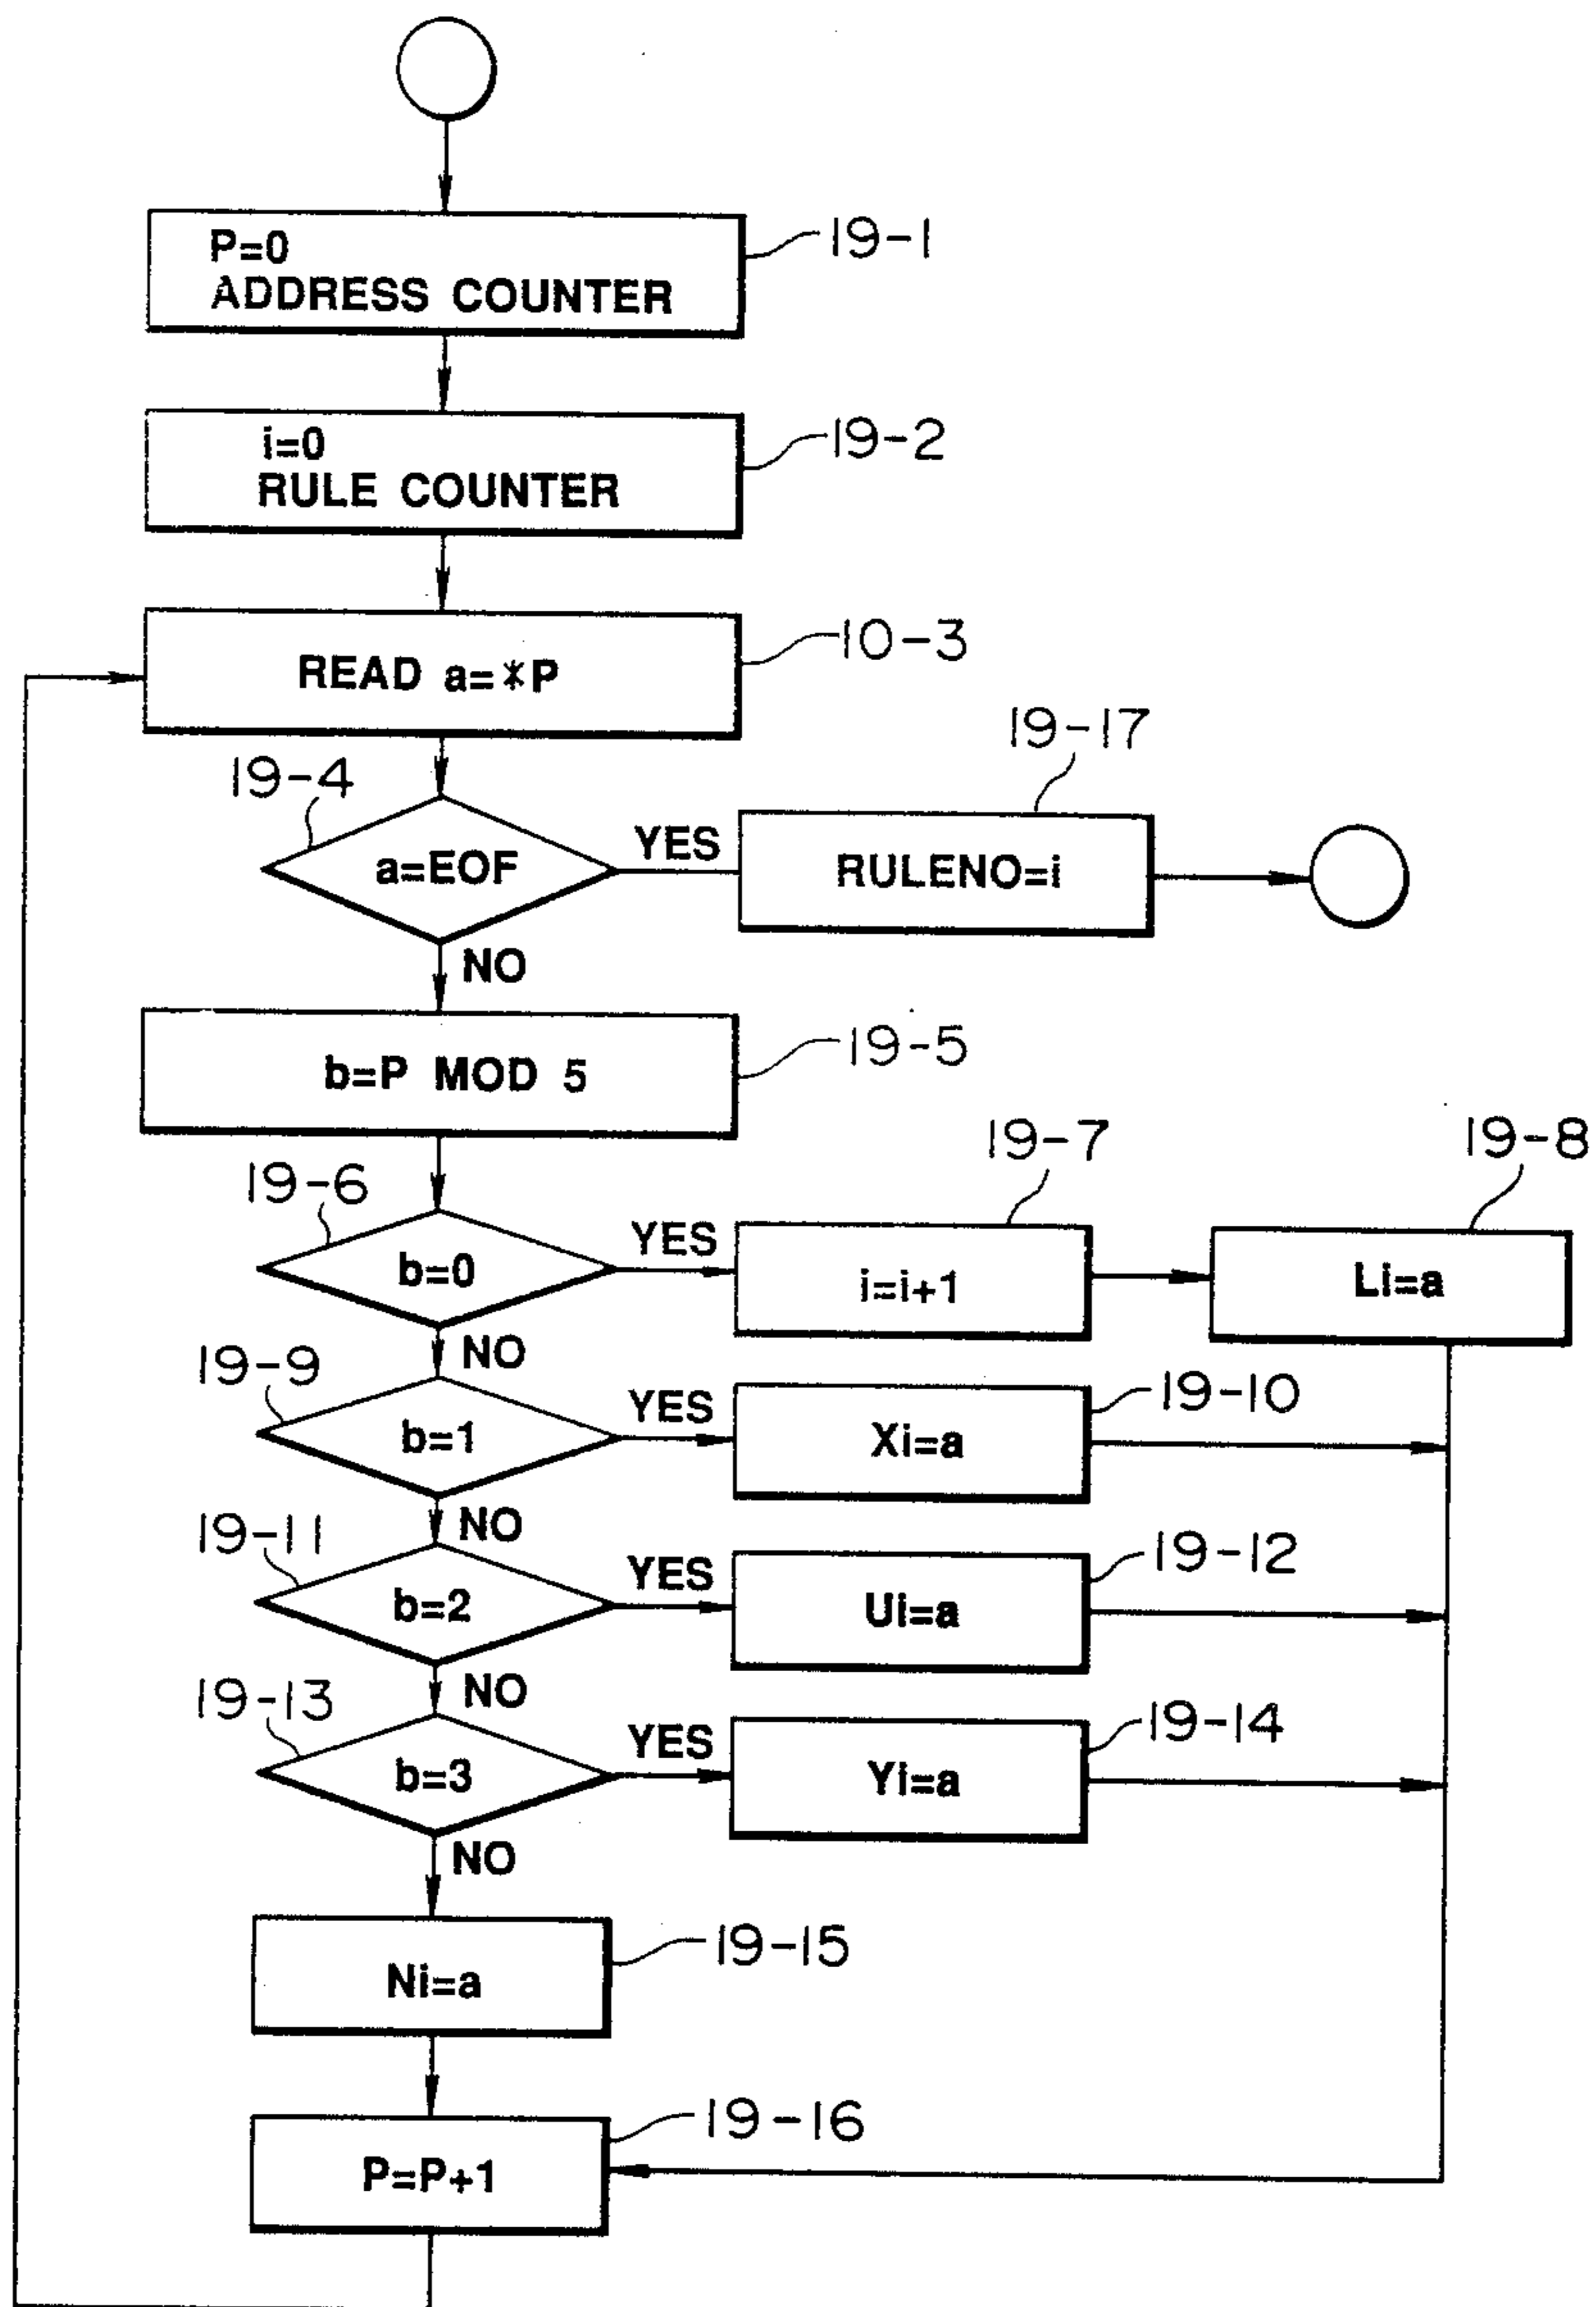 P=0
ADDRESS COUNTER
19-1
i=0
RULE COUNTER
19-2
READ a=*P
10-3
19-4
a=EOF
YES
19-17
RULENO=i
NO
b=P MOD 5
19-5
19-6
b=0
YES
19-7
i=i+1
19-8
Li=a
NO
19-9
b=1
YES
Xi=a
19-10
NO
19-11
b=2
YES
Ui=a
19-12
NO
19-13
b=3
YES
Yi=a
19-14
NO
Ni=a
19-15
P=P+1
19-16